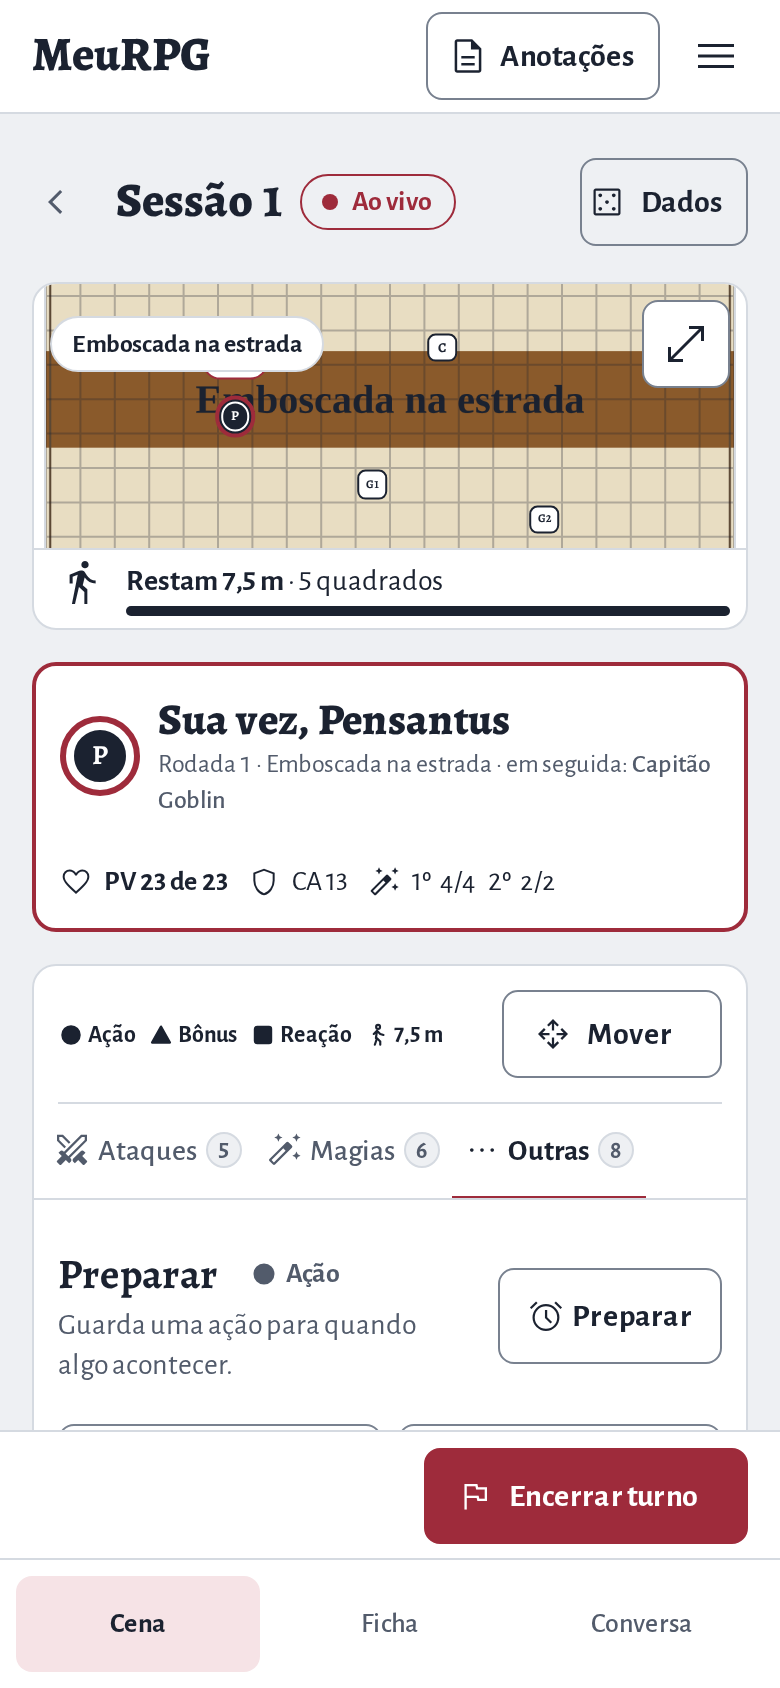 MeuRPG
Anotações
Sessão 1
Ao vivo
Dados
Emboscada na estrada
C
Emboscada na estrada
P
G1
G2
Restam 7,5 m · 5 quadrados
P
Sua vez, Pensantus
Rodada 1 · Emboscada na estrada · em seguida: Capitão
Goblin
PV 23 de 23
CA 13
1º 4/4 2º 2/2
Ação
Bônus
Reação
7,5 m
Mover
Ataques 5
Magias 6
Outras 8
Preparar
Ação
Guarda uma ação para quando
algo acontecer.
Preparar
Encerrar turno
Cena
Ficha
Conversa